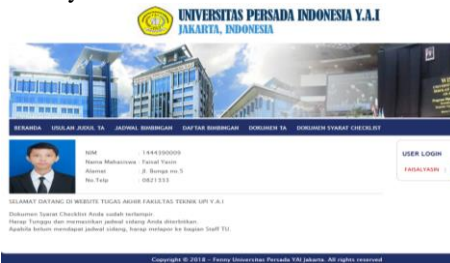 UNIVERSITAS PERSADA INDONESIA Y.A.I
JAKARTA, INDONESIA
BERANDA USULAN JUDUL TA JADWAL BIMBINGAN DAFTAR BIMBINGAN DOKUMEN TA DOKUMEN SYARAT CHECKLIST
NIM : 1444390009
Nama Mahasiswa : Faisal Yasin
Alamat : Jl. Bunga no.5
No.Telp : 0821333
USER LOGIN
FAISALYASIN :
SELAMAT DATANG DI WEBSITE TUGAS AKHIR FAKULTAS TEKNIK UPI Y.A.I
Dokumen Syarat Checklist Anda sudah terlampir.
Harap Tunggu dan memastikan jadwal sidang Anda diterbitkan.
Apabila belum mendapat jadwal sidang, harap melapor ke bagian Staff TU.
Copyright © 2018 - Fenny Universitas Persada YAI Jakarta. All rights reserved